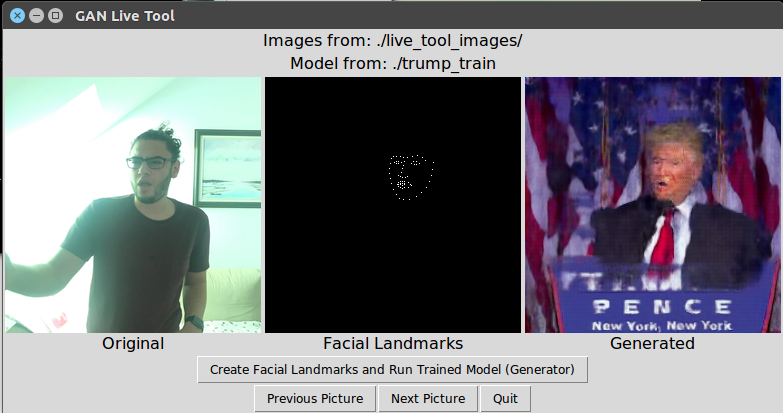 GAN Live Tool
Images from: ./live_tool_images/
Model from: ./trump_train
PENCE
New York, New York
Original
Facial Landmarks
Generated
Create Facial Landmarks and Run Trained Model (Generator)
Previous Picture
Next Picture
Quit